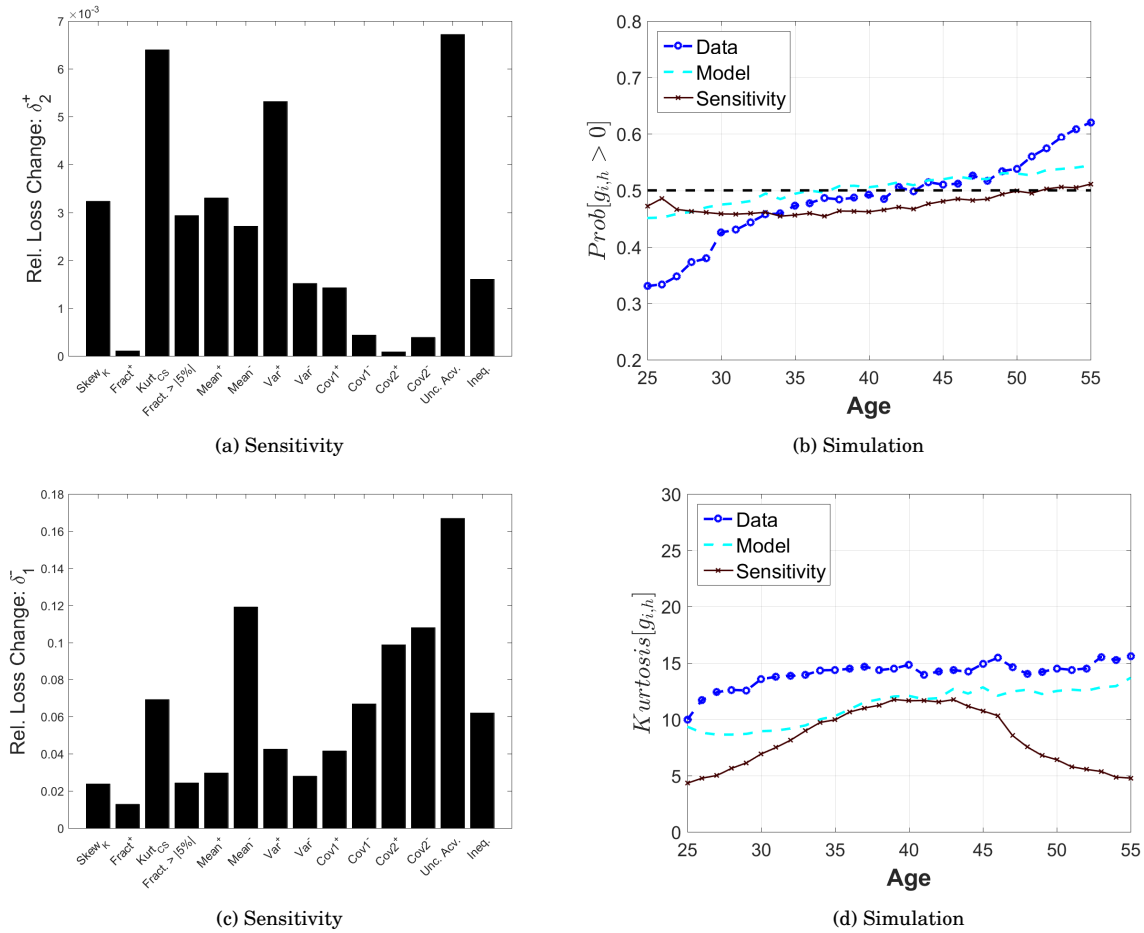 7 ×10⁻³
6
5
4
3
2
1
0
Rel. Loss Change: δ₂⁺
Skew_K
Fract⁺
Kurt_CS
Fract. > |5%|
Mean⁺
Mean⁻
Var⁺
Var⁻
Cov1⁺
Cov1⁻
Cov2⁺
Cov2⁻
Unc. Acv.
Ineq.
(a) Sensitivity
0.8
0.7
0.6
0.5
0.4
0.3
0.2
Prob[g_{i,h} > 0]
Data
Model
Sensitivity
25 30 35 40 45 50 55
Age
(b) Simulation
0.18
0.16
0.14
0.12
0.1
0.08
0.06
0.04
0.02
0
Rel. Loss Change: δ₁⁻
Skew_K
Fract⁺
Kurt_CS
Fract. > |5%|
Mean⁺
Mean⁻
Var⁺
Var⁻
Cov1⁺
Cov1⁻
Cov2⁺
Cov2⁻
Unc. Acv.
Ineq.
(c) Sensitivity
30
25
20
15
10
5
0
Kurtosis[g_{i,h}]
Data
Model
Sensitivity
25 30 35 40 45 50 55
Age
(d) Simulation